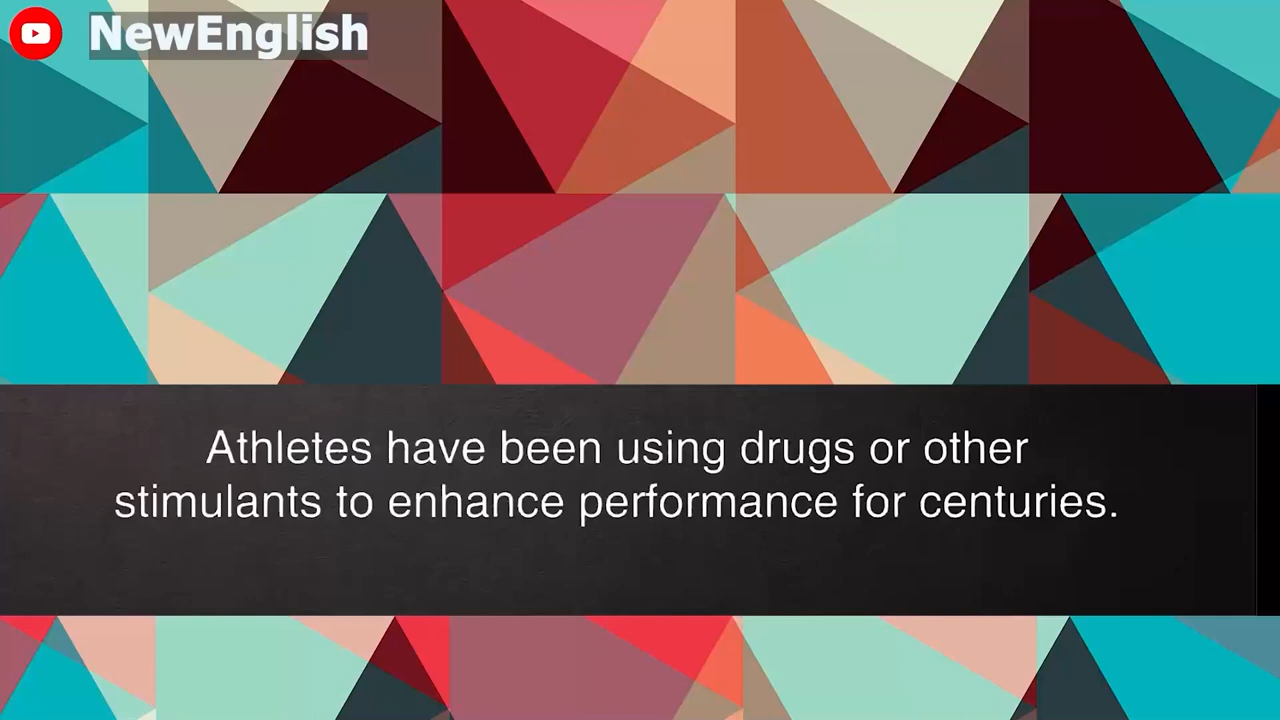 NewEnglish
Athletes have been using drugs or other
stimulants to enhance performance for centuries.